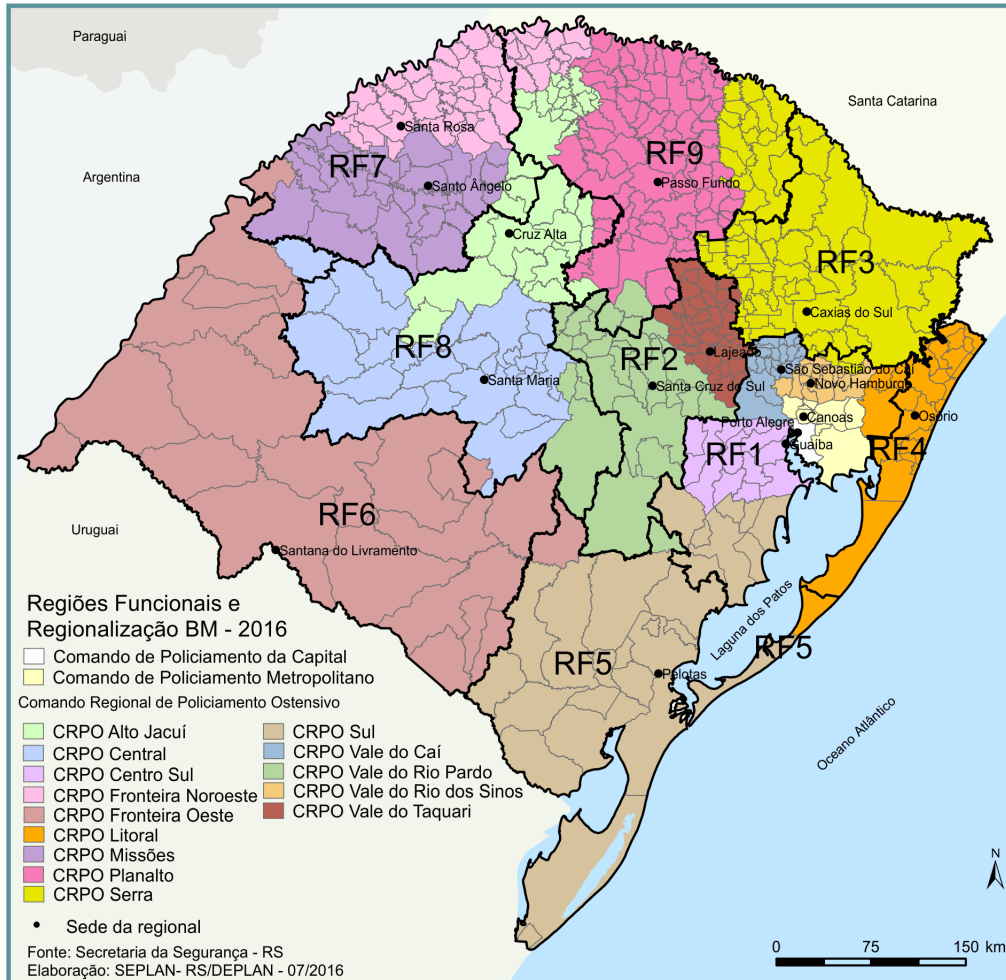 Paraguai
Santa Catarina
Santa Rosa
RF9
RF7
Argentina
Passo Fundo
Santo Ângelo
Cruz Alta
RF3
Caxias do Sul
RF8
RF2
Lajeado
São Sebastião do Caí
Santa Maria
Santa Cruz do Sul
Novo Hamburgo
Canoas
Osório
Porto Alegre
Guaíba
RF1
RF4
RF6
Uruguai
Santana do Livramento
Laguna dos Patos
RF5
RF5
Pelotas
Oceano Atlântico
Regiões Funcionais e
Regionalização BM - 2016
Comando de Policiamento da Capital
Comando de Policiamento Metropolitano
Comando Regional de Policiamento Ostensivo
CRPO Alto Jacuí
CRPO Central
CRPO Centro Sul
CRPO Fronteira Noroeste
CRPO Fronteira Oeste
CRPO Litoral
CRPO Missões
CRPO Planalto
CRPO Serra
CRPO Sul
CRPO Vale do Caí
CRPO Vale do Rio Pardo
CRPO Vale do Rio dos Sinos
CRPO Vale do Taquari
Sede da regional
Fonte: Secretaria da Segurança - RS
Elaboração: SEPLAN- RS/DEPLAN - 07/2016
N
0 75 150 km